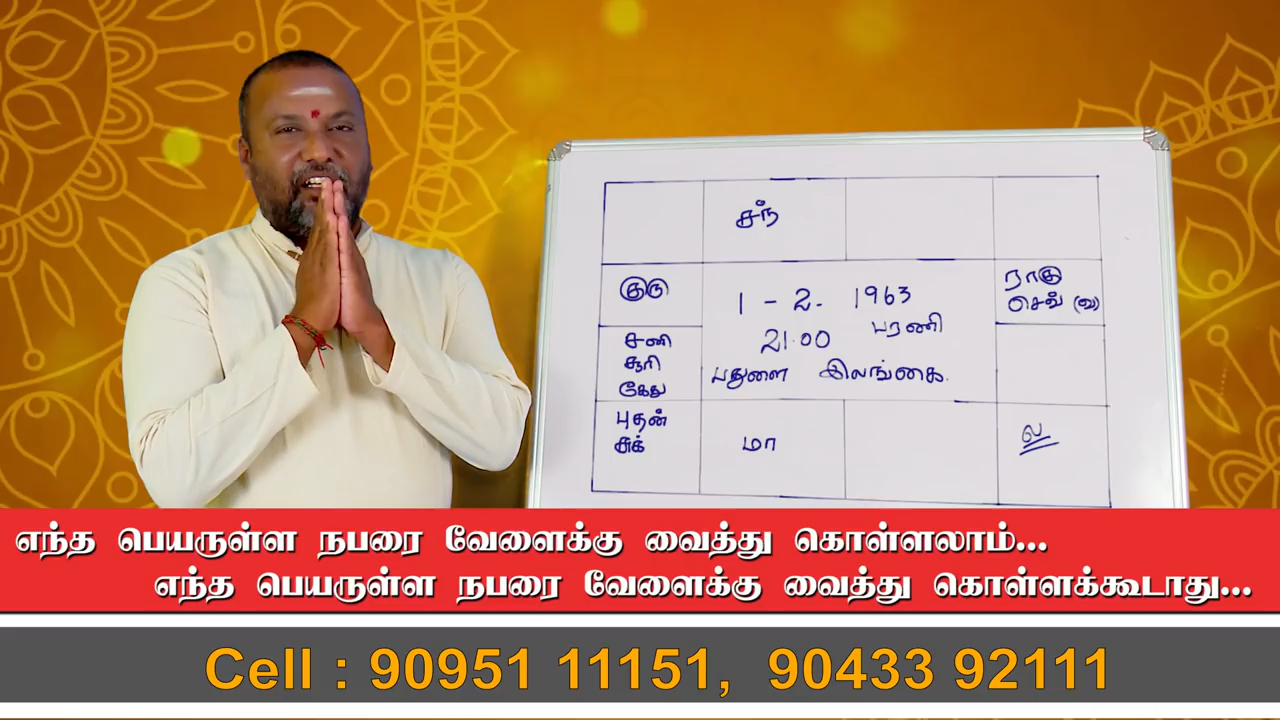 சந்
குரு
ராகு
செவ் (வ)
1 - 2. 1963
21.00 பரணி
பதுளை இலங்கை.
சனி
சூரி
கேது
புதன்
சுக்
மா
ல
எந்த பெயருள்ள நபரை வேளைக்கு வைத்து கொள்ளலாம்...
எந்த பெயருள்ள நபரை வேளைக்கு வைத்து கொள்ளக்கூடாது...
Cell : 90951 11151, 90433 92111